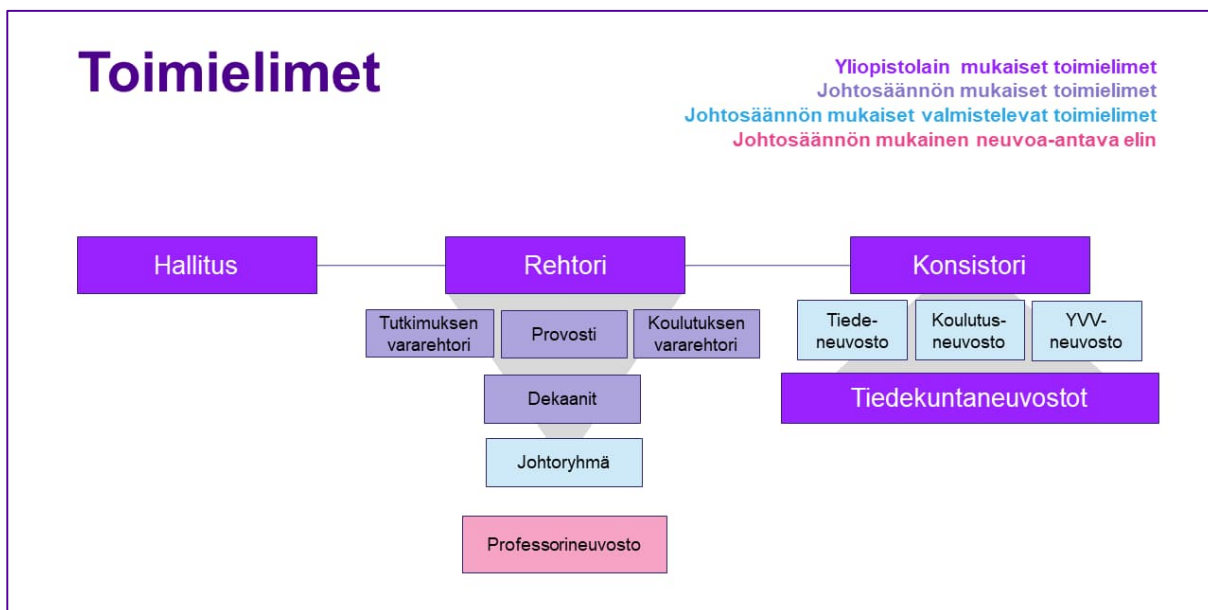 Toimielimet
Yliopistolain mukaiset toimielimet
Johtosäännön mukaiset toimielimet
Johtosäännön mukaiset valmistelevat toimielimet
Johtosäännön mukainen neuvoa-antava elin
Hallitus
Rehtori
Konsistori
Tutkimuksen
vararehtori
Provosti
Koulutuksen
vararehtori
Tiede-
neuvosto
Koulutus-
neuvosto
YVV-
neuvosto
Dekaanit
Tiedekuntaneuvostot
Johtoryhmä
Professorineuvosto